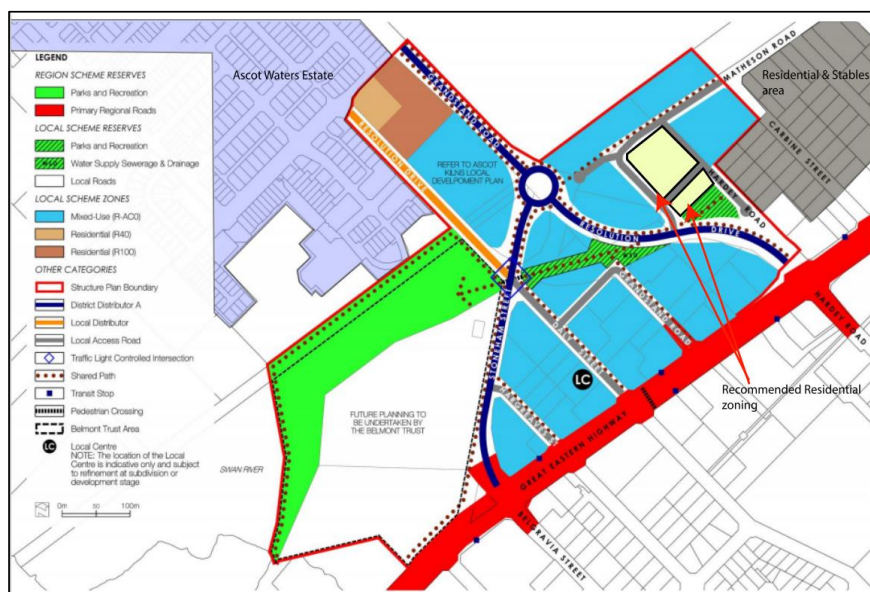 LEGEND
REGION SCHEME RESERVES
Parks and Recreation
Primary Regional Roads
LOCAL SCHEME RESERVES
Parks and Recreation
Water Supply Sewerage & Drainage
Local Roads
LOCAL SCHEME ZONES
Mixed-Use (R-AC0)
Residential (R40)
Residential (R100)
OTHER CATEGORIES
Structure Plan Boundary
District Distributor A
Local Distributor
Local Access Road
Traffic Light Controlled Intersection
Shared Path
Transit Stop
Pedestrian Crossing
Belmont Trust Area
LC
Local Centre
NOTE: The location of the Local
Centre is indicative only and subject
to refinement at subdivision or
development stage
0m 50 100m
Ascot Waters Estate
GRANDSTAND ROAD
RESOLUTION DRIVE
REFER TO ASCOT
KILNS LOCAL
DEVELPOMENT PLAN
MATHESON ROAD
Residential & Stables
area
CARBINE STREET
HARDEY ROAD
RESOLUTION DRIVE
STONEHAM STREET
LC
HARDEY ROAD
Recommended Residential
zoning
FUTURE PLANNING TO
BE UNDERTAKEN BY
THE BELMONT TRUST
SWAN RIVER
GREAT EASTERN HIGHWAY
BELGRAVIA STREET